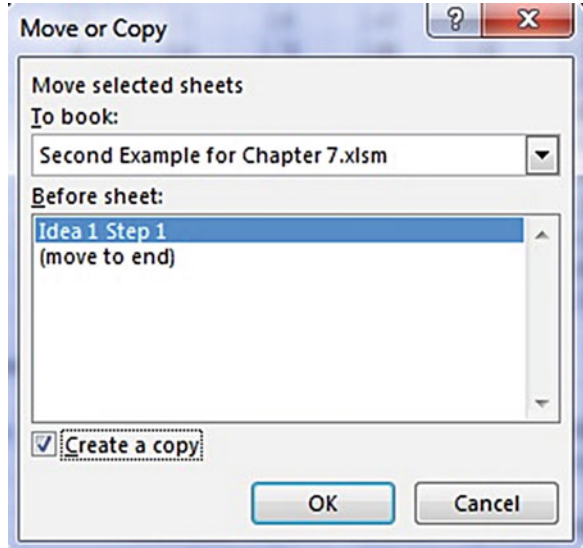 Move or Copy
Move selected sheets
To book:
Second Example for Chapter 7.xlsm
Before sheet:
Idea 1 Step 1
(move to end)
Create a copy
OK Cancel